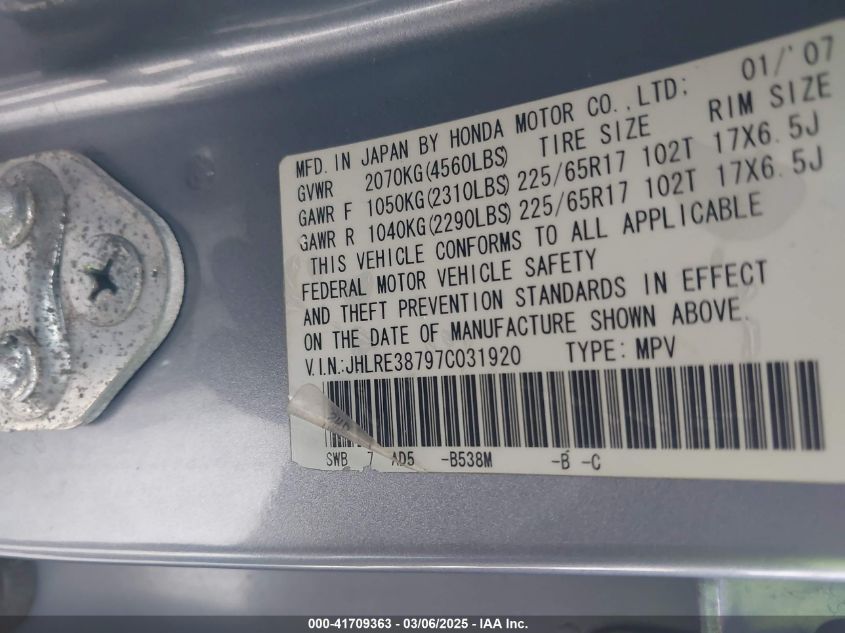 MFD. IN JAPAN BY HONDA MOTOR CO.,LTD: 01/'07
GVWR 2070KG(4560LBS) TIRE SIZE RIM SIZE
GAWR F 1050KG(2310LBS) 225/65R17 102T 17X6.5J
GAWR R 1040KG(2290LBS) 225/65R17 102T 17X6.5J
THIS VEHICLE CONFORMS TO ALL APPLICABLE
FEDERAL MOTOR VEHICLE SAFETY
AND THEFT PREVENTION STANDARDS IN EFFECT
ON THE DATE OF MANUFACTURE SHOWN ABOVE.
V.I.N.:JHLRE38797C031920 TYPE: MPV
SWB 7 AD5 -B538M -B -C
000-41709363 - 03/06/2025 - IAA Inc.